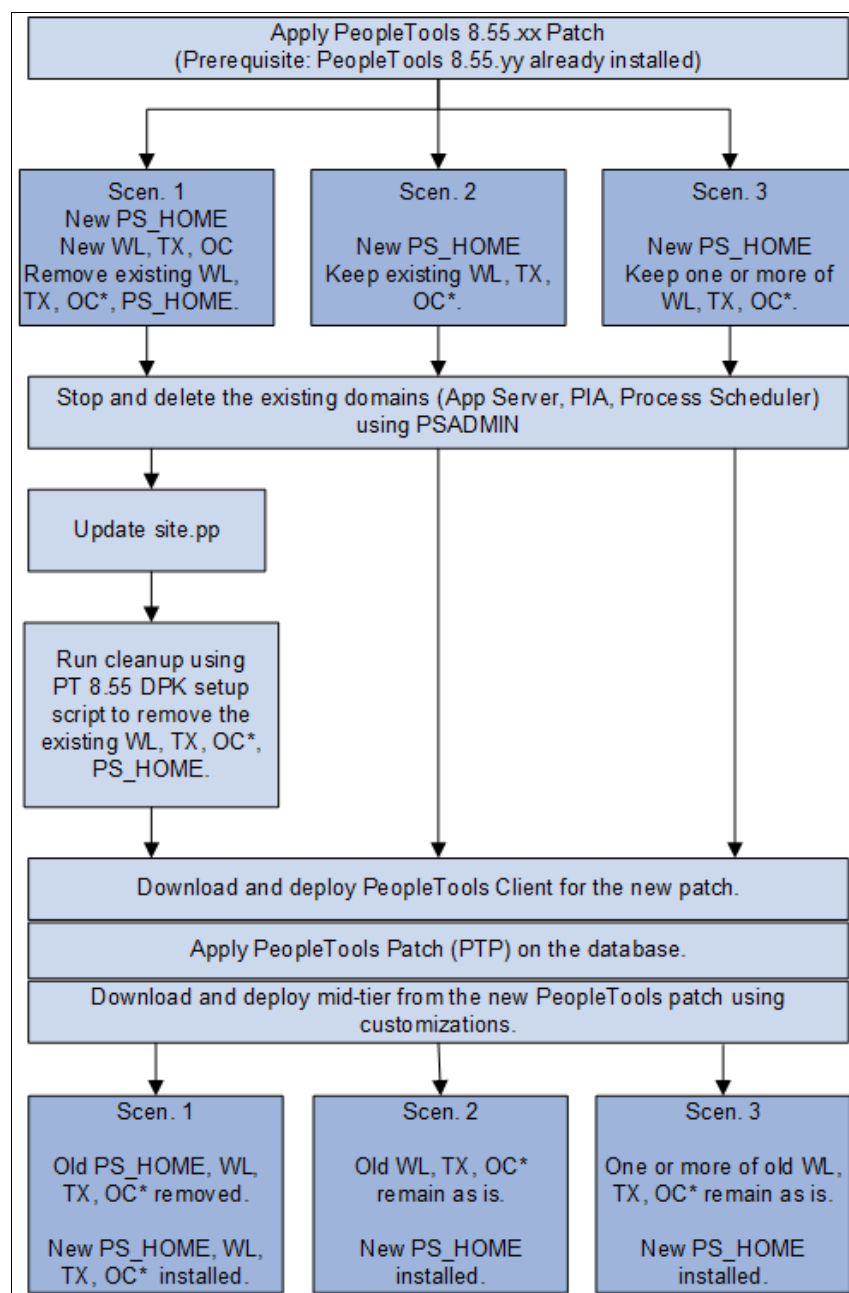 Apply PeopleTools 8.55.xx Patch
(Prerequisite: PeopleTools 8.55.yy already installed)
Scen. 1
New PS_HOME
New WL, TX, OC
Remove existing WL,
TX, OC*, PS_HOME.
Scen. 2
New PS_HOME
Keep existing WL, TX,
OC*.
Scen. 3
New PS_HOME
Keep one or more of
WL, TX, OC*.
Stop and delete the existing domains (App Server, PIA, Process Scheduler)
using PSADMIN
Update site.pp
Run cleanup using
PT 8.55 DPK setup
script to remove the
existing WL, TX, OC*,
PS_HOME.
Download and deploy PeopleTools Client for the new patch.
Apply PeopleTools Patch (PTP) on the database.
Download and deploy mid-tier from the new PeopleTools patch using
customizations.
Scen. 1
Old PS_HOME, WL,
TX, OC* removed.
New PS_HOME, WL,
TX, OC* installed.
Scen. 2
Old WL, TX, OC*
remain as is.
New PS_HOME
installed.
Scen. 3
One or more of old WL,
TX, OC* remain as is.
New PS_HOME
installed.